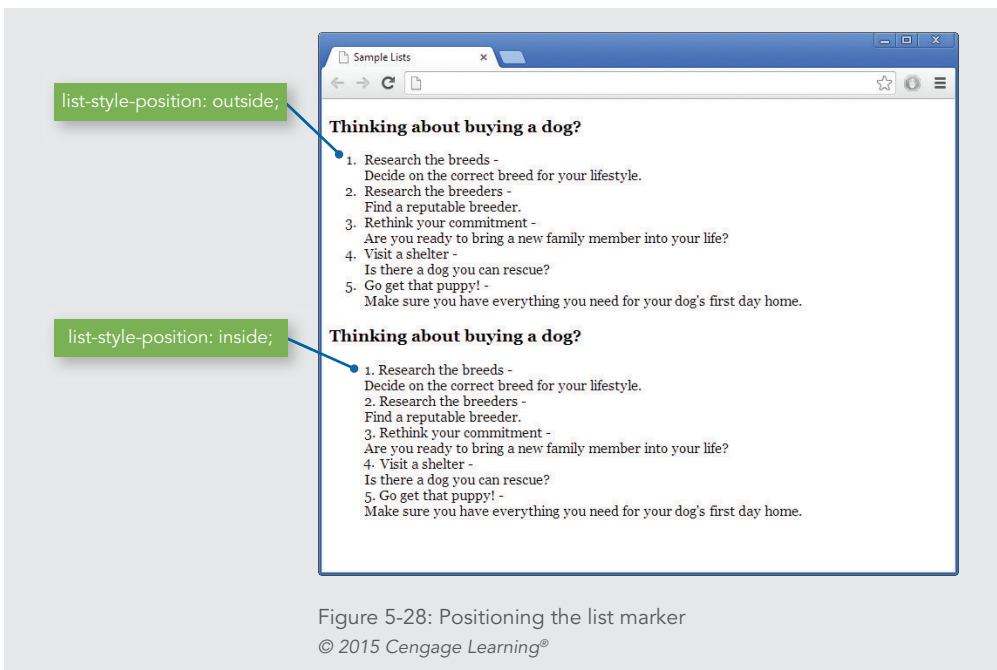 Sample Lists
list-style-position: outside;
Thinking about buying a dog?
1. Research the breeds -
Decide on the correct breed for your lifestyle.
2. Research the breeders -
Find a reputable breeder.
3. Rethink your commitment -
Are you ready to bring a new family member into your life?
4. Visit a shelter -
Is there a dog you can rescue?
5. Go get that puppy! -
Make sure you have everything you need for your dog's first day home.
list-style-position: inside;
Thinking about buying a dog?
1. Research the breeds -
Decide on the correct breed for your lifestyle.
2. Research the breeders -
Find a reputable breeder.
3. Rethink your commitment -
Are you ready to bring a new family member into your life?
4. Visit a shelter -
Is there a dog you can rescue?
5. Go get that puppy! -
Make sure you have everything you need for your dog's first day home.
Figure 5-28: Positioning the list marker
© 2015 Cengage Learning®